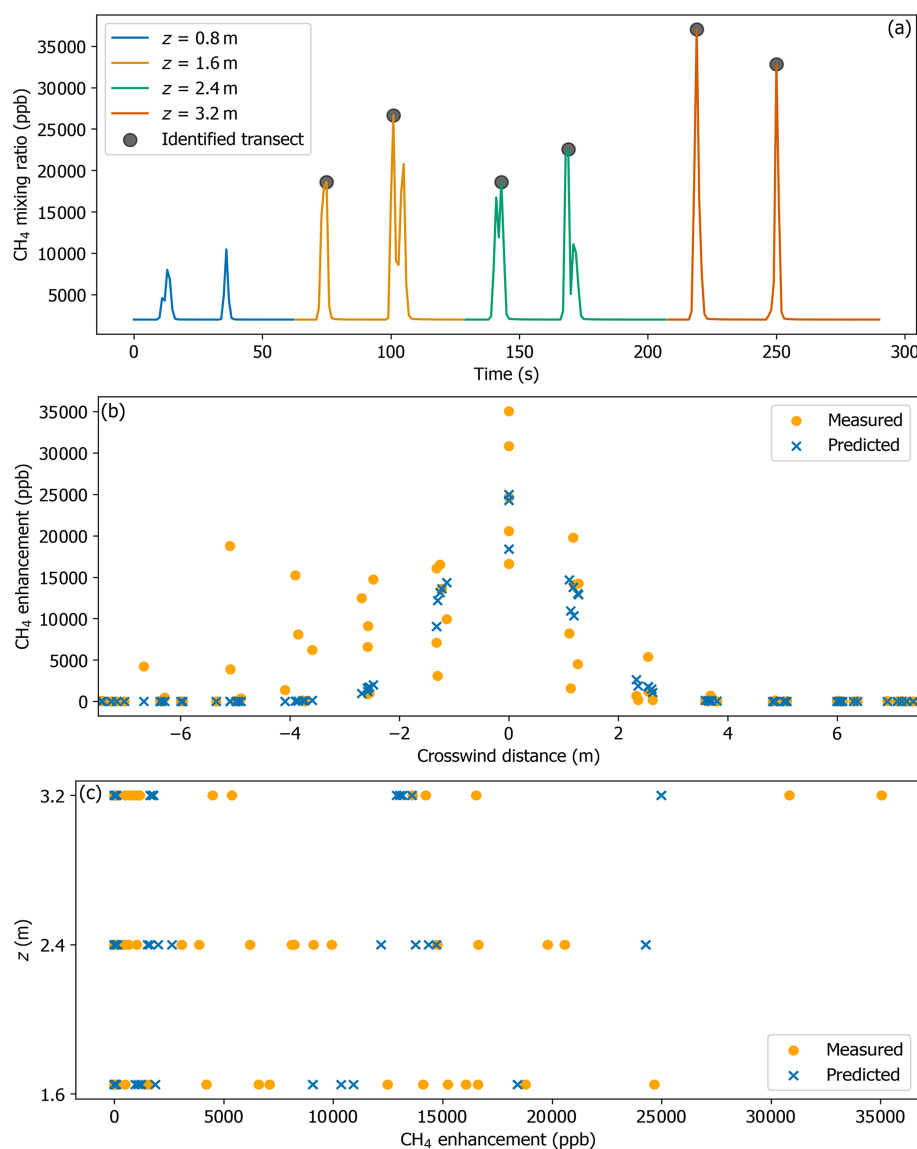 (a)
z = 0.8 m
z = 1.6 m
z = 2.4 m
z = 3.2 m
Identified transect
CH₄ mixing ratio (ppb)
35000
30000
25000
20000
15000
10000
5000
0 50 100 150 200 250 300
Time (s)
(b)
Measured
Predicted
CH₄ enhancement (ppb)
35000
30000
25000
20000
15000
10000
5000
0
−6 −4 −2 0 2 4 6
Crosswind distance (m)
(c)
z (m)
3.2
2.4
1.6
Measured
Predicted
0 5000 10000 15000 20000 25000 30000 35000
CH₄ enhancement (ppb)